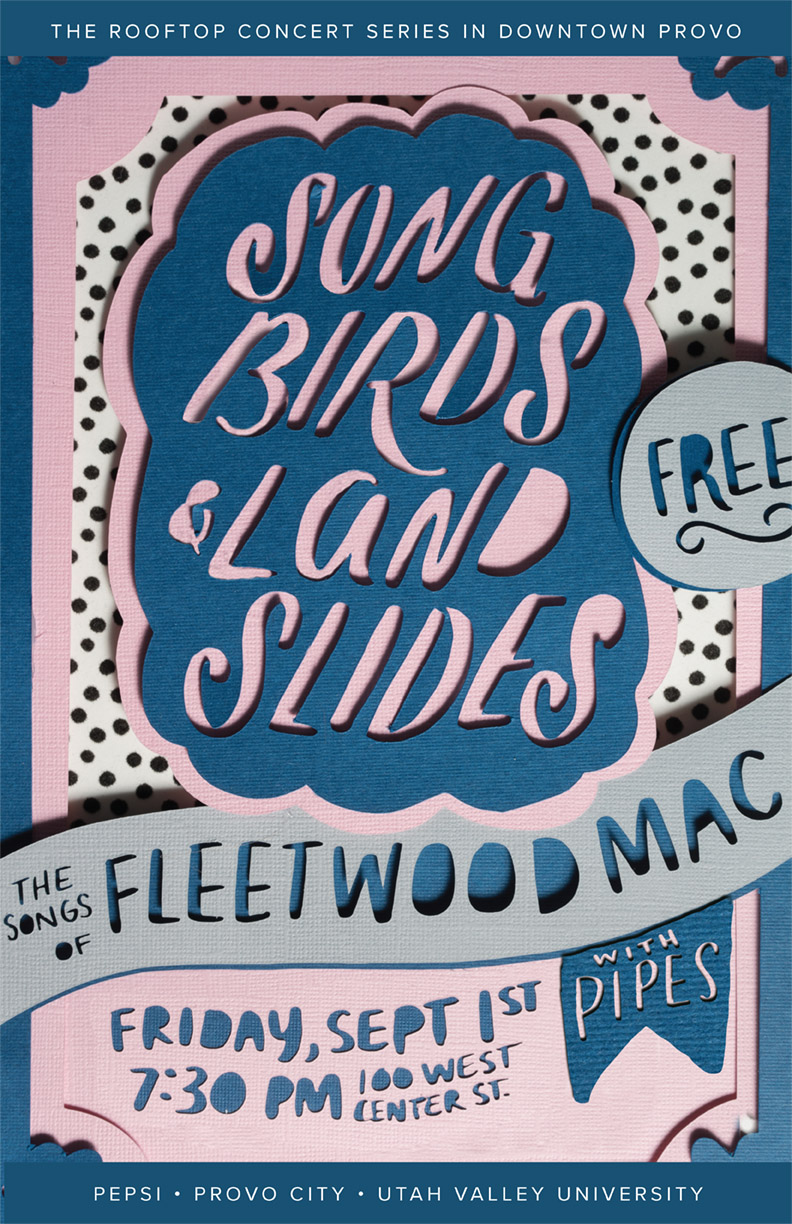 THE ROOFTOP CONCERT SERIES IN DOWNTOWN PROVO
SONG
BIRDS
& LAND
SLIDES
FREE
THE
SONGS
OF
FLEETWOOD MAC
WITH
PIPES
FRIDAY, SEPT 1ST
7:30 PM
100 WEST
CENTER ST.
PEPSI • PROVO CITY • UTAH VALLEY UNIVERSITY